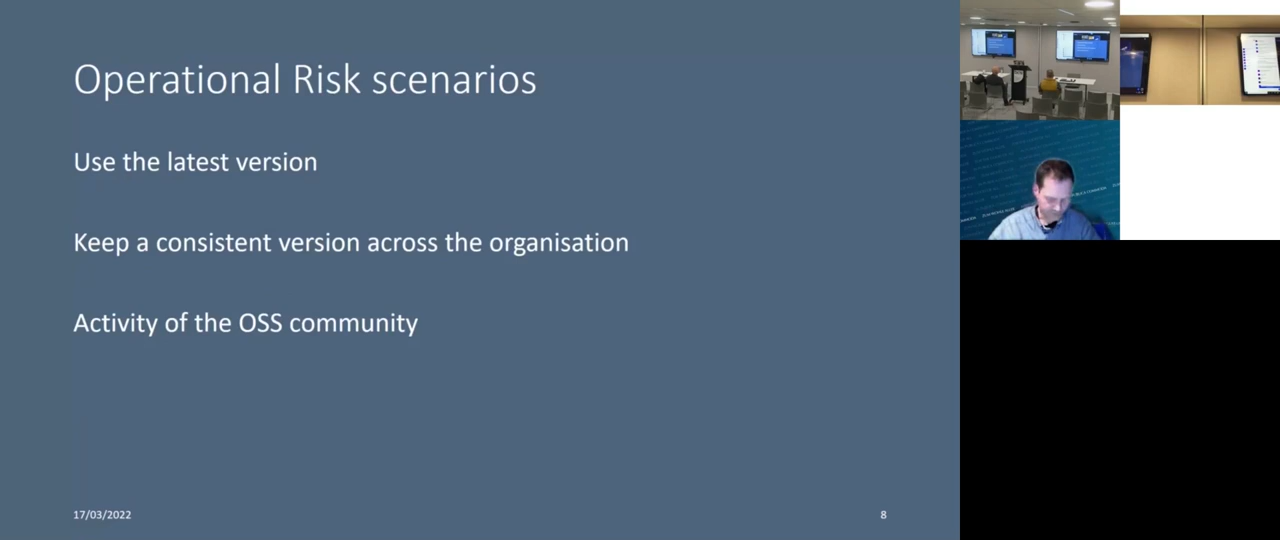 Operational Risk scenarios
Use the latest version
Keep a consistent version across the organisation
Activity of the OSS community
17/03/2022
8